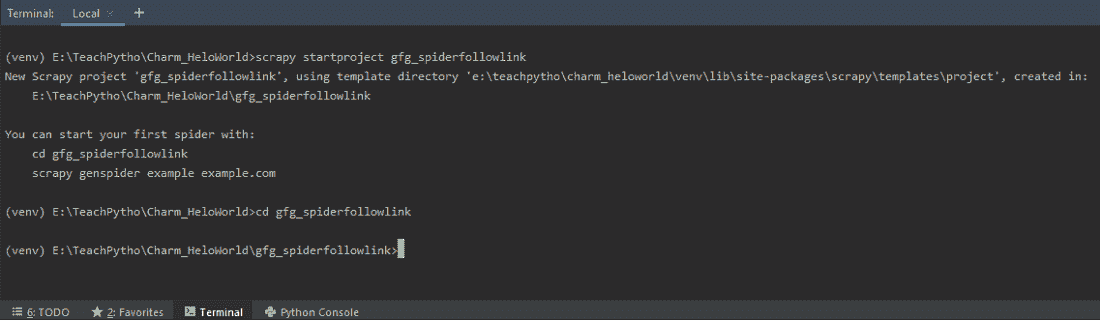 Terminal: Local × +
(venv) E:\TeachPytho\Charm_HeloWorld>scrapy startproject gfg_spiderfollowlink
New Scrapy project 'gfg_spiderfollowlink', using template directory 'e:\teachpytho\charm_heloworld\venv\lib\site-packages\scrapy\templates\project', created in:
    E:\TeachPytho\Charm_HeloWorld\gfg_spiderfollowlink
You can start your first spider with:
    cd gfg_spiderfollowlink
    scrapy genspider example example.com
(venv) E:\TeachPytho\Charm_HeloWorld>cd gfg_spiderfollowlink
(venv) E:\TeachPytho\Charm_HeloWorld\gfg_spiderfollowlink>
6: TODO 2: Favorites Terminal Python Console